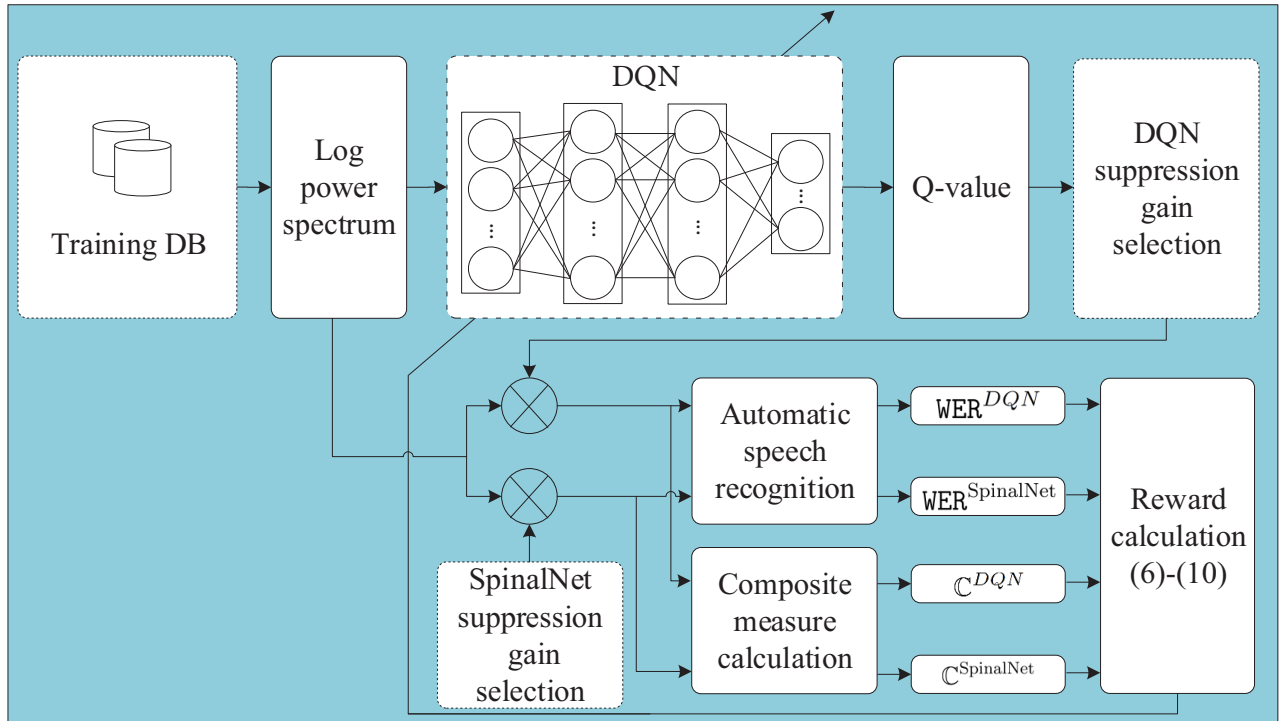 DQN
Training DB
Log
power
spectrum
Q-value
DQN
suppression
gain
selection
Automatic
speech
recognition
WER^DQN
WER^SpinalNet
SpinalNet
suppression
gain
selection
Composite
measure
calculation
ℂ^DQN
ℂ^SpinalNet
Reward
calculation
(6)-(10)